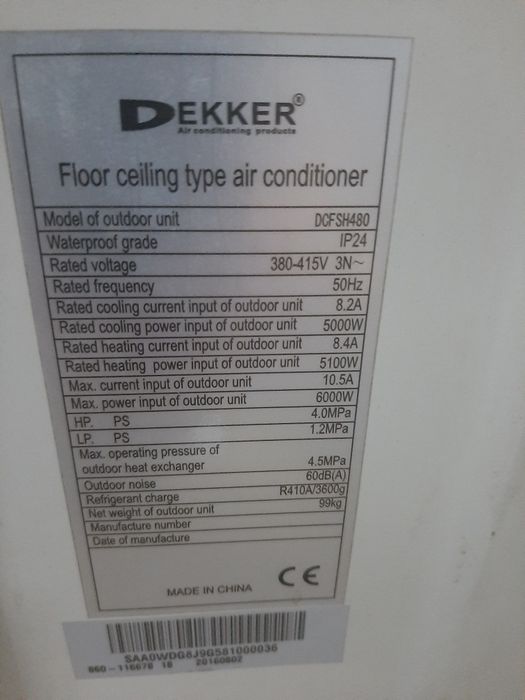 DEKKER®
Air conditioning products
Floor ceiling type air conditioner
Model of outdoor unit DCFSH480
Waterproof grade IP24
Rated voltage 380-415V 3N~
Rated frequency 50Hz
Rated cooling current input of outdoor unit 8.2A
Rated cooling power input of outdoor unit 5000W
Rated heating current input of outdoor unit 8.4A
Rated heating power input of outdoor unit 5100W
Max. current input of outdoor unit 10.5A
Max. power input of outdoor unit 6000W
HP. PS 4.0MPa
LP. PS 1.2MPa
Max. operating pressure of
outdoor heat exchanger 4.5MPa
Outdoor noise 60dB(A)
Refrigerant charge R410A/3600g
Net weight of outdoor unit 99kg
Manufacture number
Date of manufacture
MADE IN CHINA CE